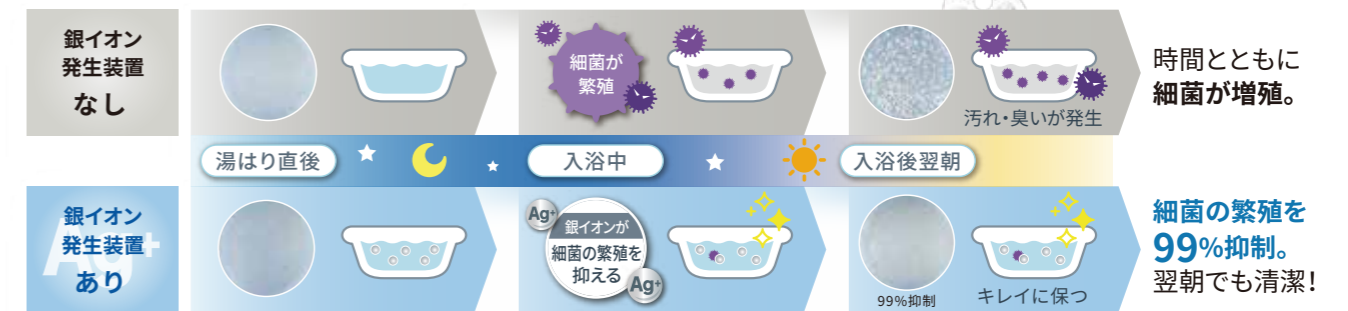 銀イオン
発生装置
なし
細菌が
繁殖
汚れ・臭いが発生
時間とともに
細菌が増殖。
湯はり直後
入浴中
入浴後翌朝
Ag+
銀イオン
発生装置
あり
Ag+
銀イオンが
細菌の繁殖を
抑える
Ag+
99%抑制
キレイに保つ
細菌の繁殖を
99%抑制。
翌朝でも清潔!